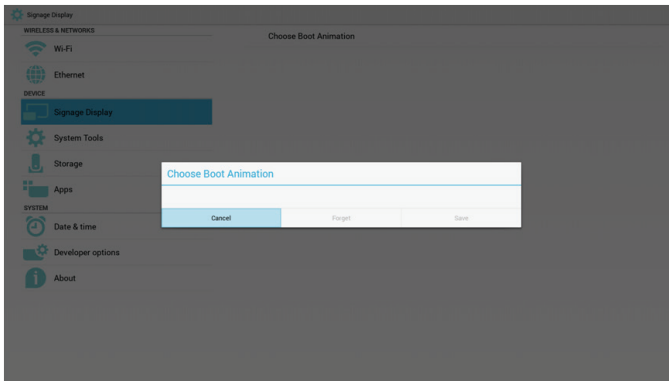 Signage Display
WIRELESS & NETWORKS
Wi-Fi
Ethernet
DEVICE
Signage Display
System Tools
Storage
Apps
SYSTEM
Date & time
Developer options
About
Choose Boot Animation
Choose Boot Animation
Cancel Forget Save